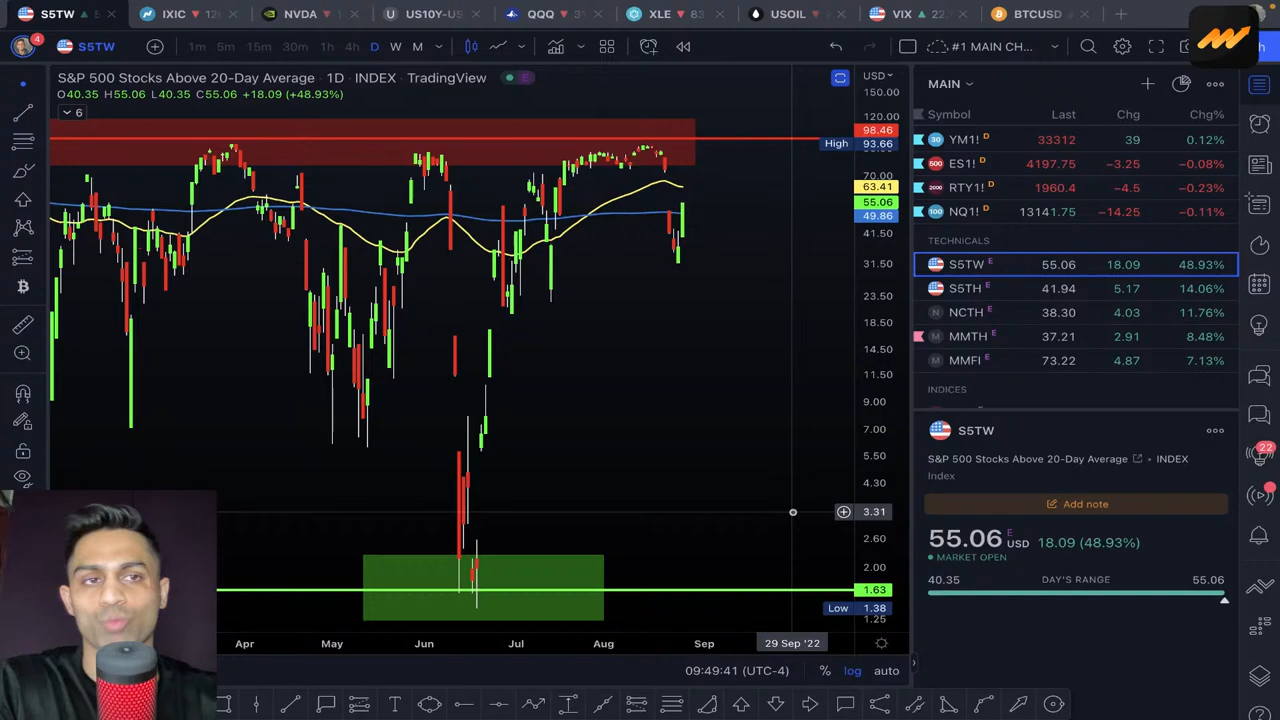 S5TW
IXIC 12
NVDA
US10Y
QQQ
XLE 83
USOIL
VIX 22.
BTCUSD
4
S5TW
1m 5m 15m 30m 1h 4h D W M
#1 MAIN CH...
S&P 500 Stocks Above 20-Day Average · 1D · INDEX · TradingView
E
O40.35 H55.06 L40.35 C55.06 +18.09 (+48.93%)
6
USD
150.00
120.00
98.46
High 93.66
70.00
63.41
55.06
49.86
41.50
31.50
23.50
18.50
14.50
11.50
9.00
7.00
5.50
4.30
3.31
2.60
2.00
1.63
Low 1.38
1.25
Apr May Jun Jul Aug Sep 29 Sep '22
09:49:41 (UTC-4) % log auto
MAIN
Symbol Last Chg Chg%
30 YM1! D 33312 39 0.12%
500 ES1! D 4197.75 −3.25 −0.08%
2000 RTY1! D 1960.4 −4.5 −0.23%
100 NQ1! D 13141.75 −14.25 −0.11%
TECHNICALS
S5TW E 55.06 18.09 48.93%
S5TH E 41.94 5.17 14.06%
N NCTH E 38.30 4.03 11.76%
M MMTH E 37.21 2.91 8.48%
M MMFI E 73.22 4.87 7.13%
INDICES
S5TW
S&P 500 Stocks Above 20-Day Average • INDEX
Index
Add note
55.06 E USD 18.09 (48.93%)
MARKET OPEN
40.35 DAY'S RANGE 55.06
22